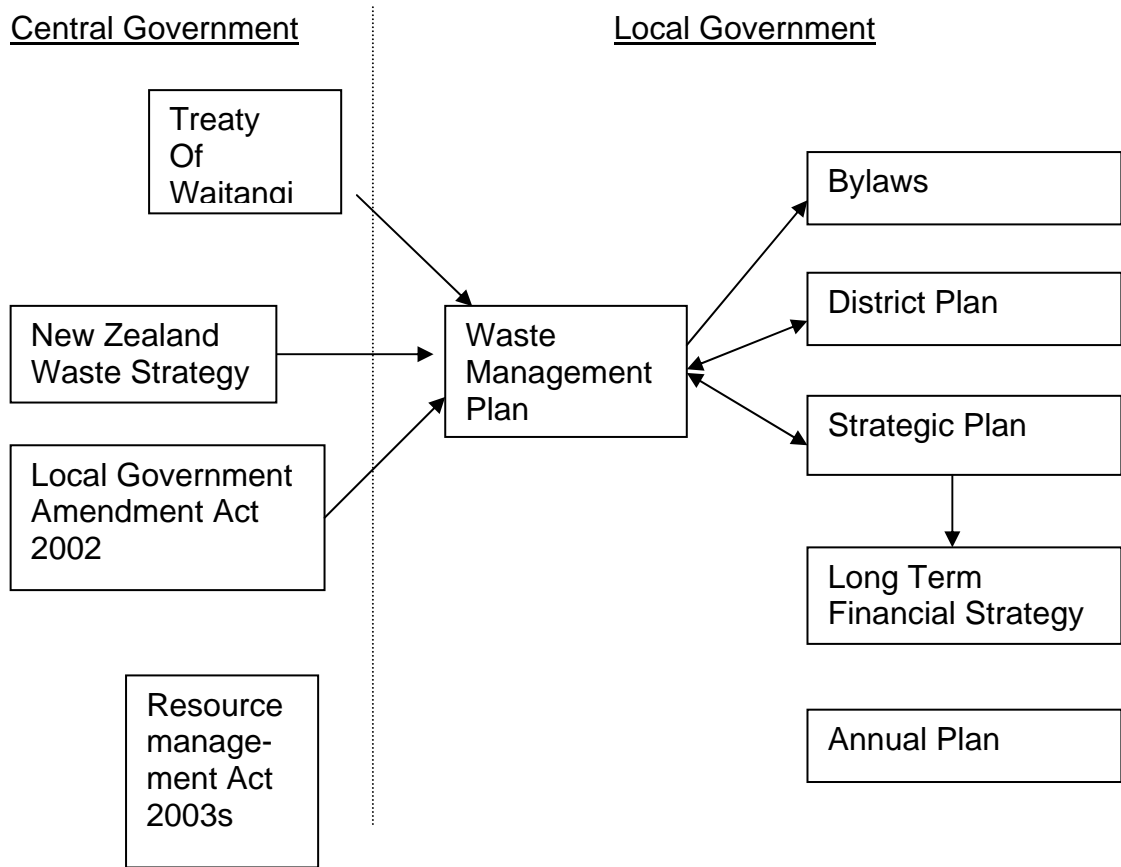 Central Government
Local Government
Treaty
Of
Waitangi
Bylaws
District Plan
New Zealand
Waste Strategy
Waste
Management
Plan
Strategic Plan
Local Government
Amendment Act
2002
Long Term
Financial Strategy
Resource
manage-
ment Act
2003s
Annual Plan